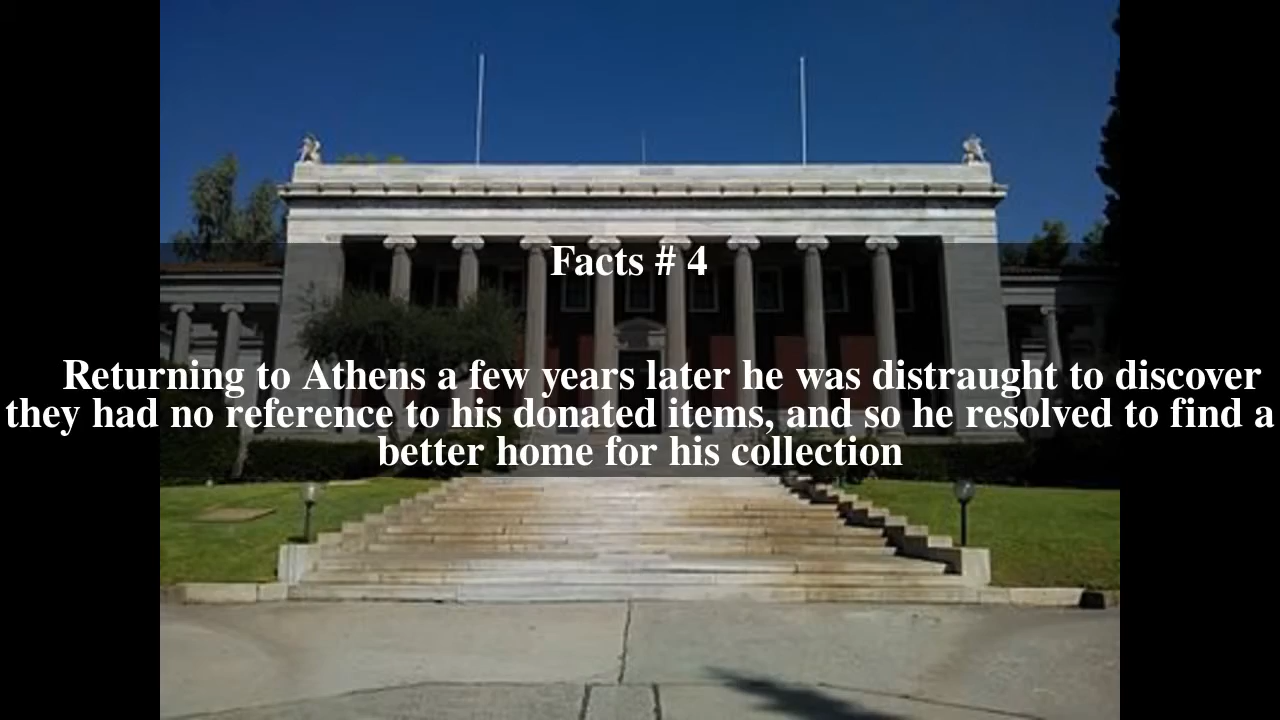 Facts # 4
Returning to Athens a few years later he was distraught to discover
they had no reference to his donated items, and so he resolved to find a
better home for his collection